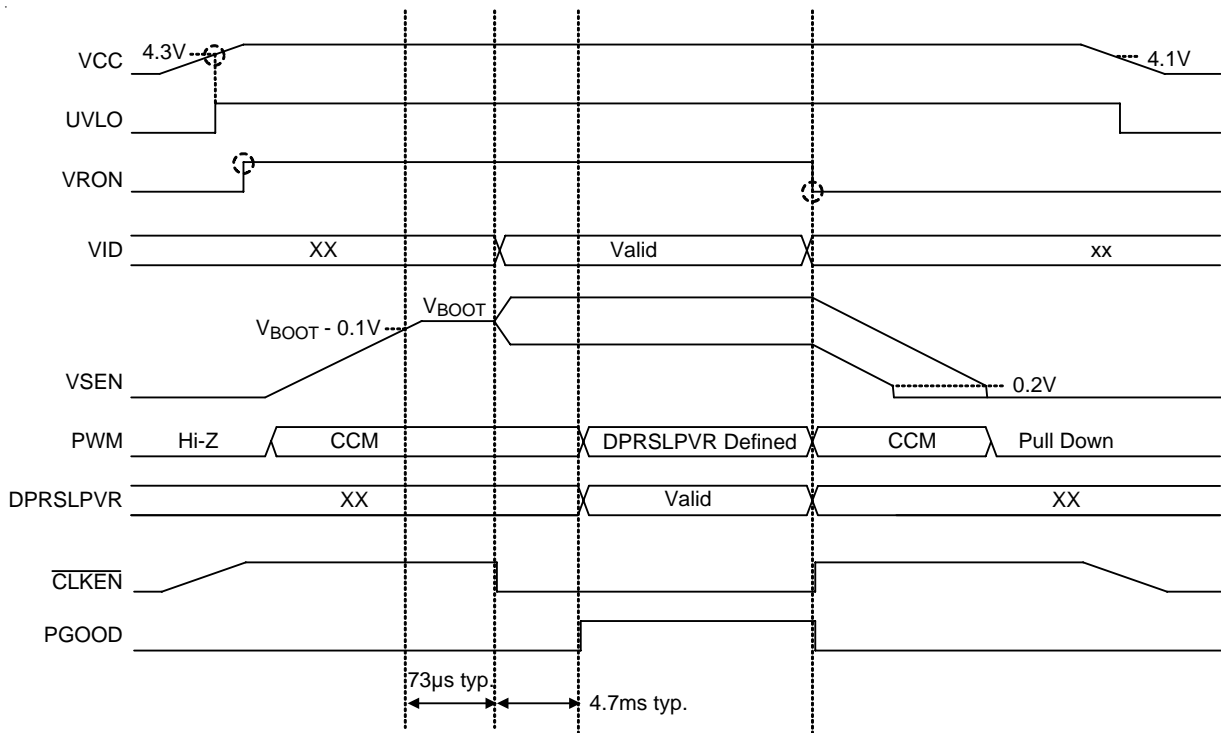 VCC 4.3V 4.1V
UVLO
VRON
VID XX Valid xx
VBOOT
VBOOT - 0.1V
VSEN 0.2V
PWM Hi-Z CCM DPRSLPVR Defined CCM Pull Down
DPRSLPVR XX Valid XX
CLKEN
PGOOD
73µs typ.
4.7ms typ.